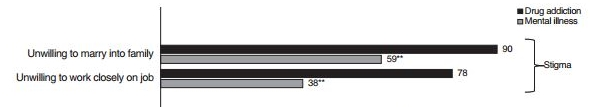 Drug addiction
Mental illness
Unwilling to marry into family
90
59**
Unwilling to work closely on job
78
38**
Stigma